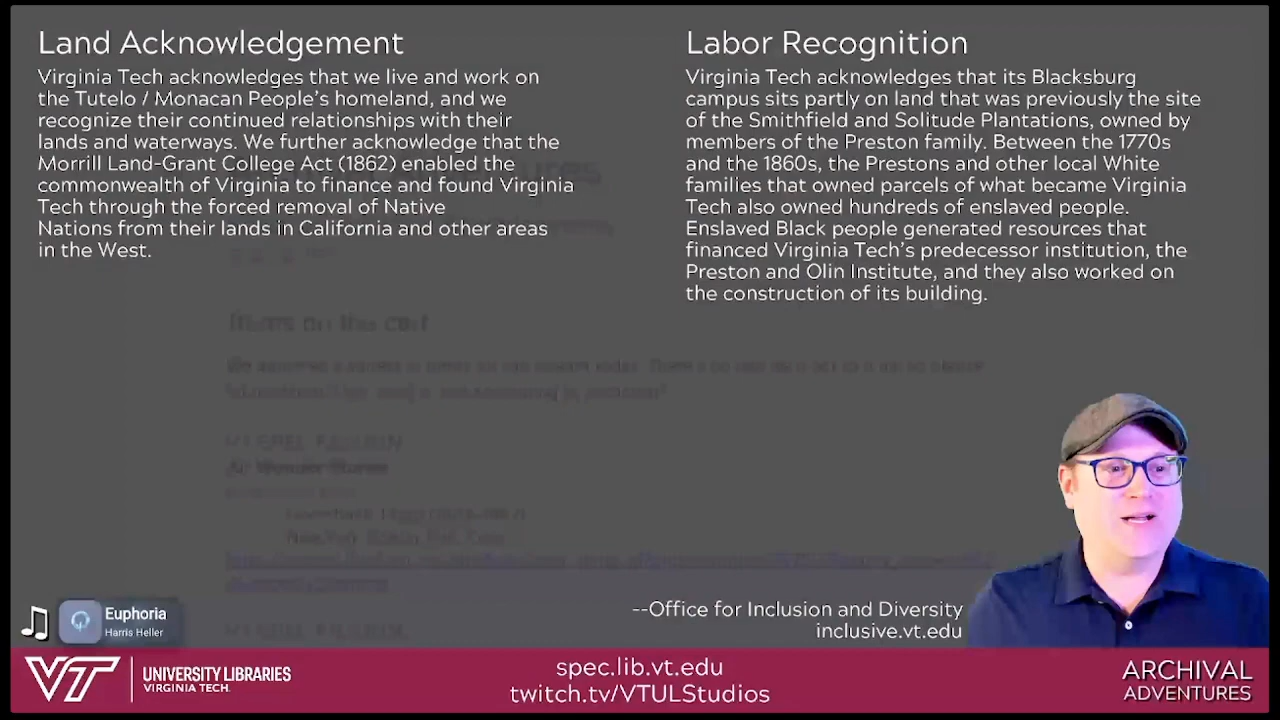 Land Acknowledgement
Virginia Tech acknowledges that we live and work on
the Tutelo / Monacan People's homeland, and we
recognize their continued relationships with their
lands and waterways. We further acknowledge that the
Morrill Land-Grant College Act (1862) enabled the
commonwealth of Virginia to finance and found Virginia
Tech through the forced removal of Native
Nations from their lands in California and other areas
in the West.
Labor Recognition
Virginia Tech acknowledges that its Blacksburg
campus sits partly on land that was previously the site
of the Smithfield and Solitude Plantations, owned by
members of the Preston family. Between the 1770s
and the 1860s, the Prestons and other local White
families that owned parcels of what became Virginia
Tech also owned hundreds of enslaved people.
Enslaved Black people generated resources that
financed Virginia Tech's predecessor institution, the
Preston and Olin Institute, and they also worked on
the construction of its building.
Items on the cart
--Office for Inclusion and Diversity
inclusive.vt.edu
Euphoria
Harris Heller
VT
UNIVERSITY LIBRARIES
VIRGINIA TECH.
spec.lib.vt.edu
twitch.tv/VTULStudios
ARCHIVAL
ADVENTURES